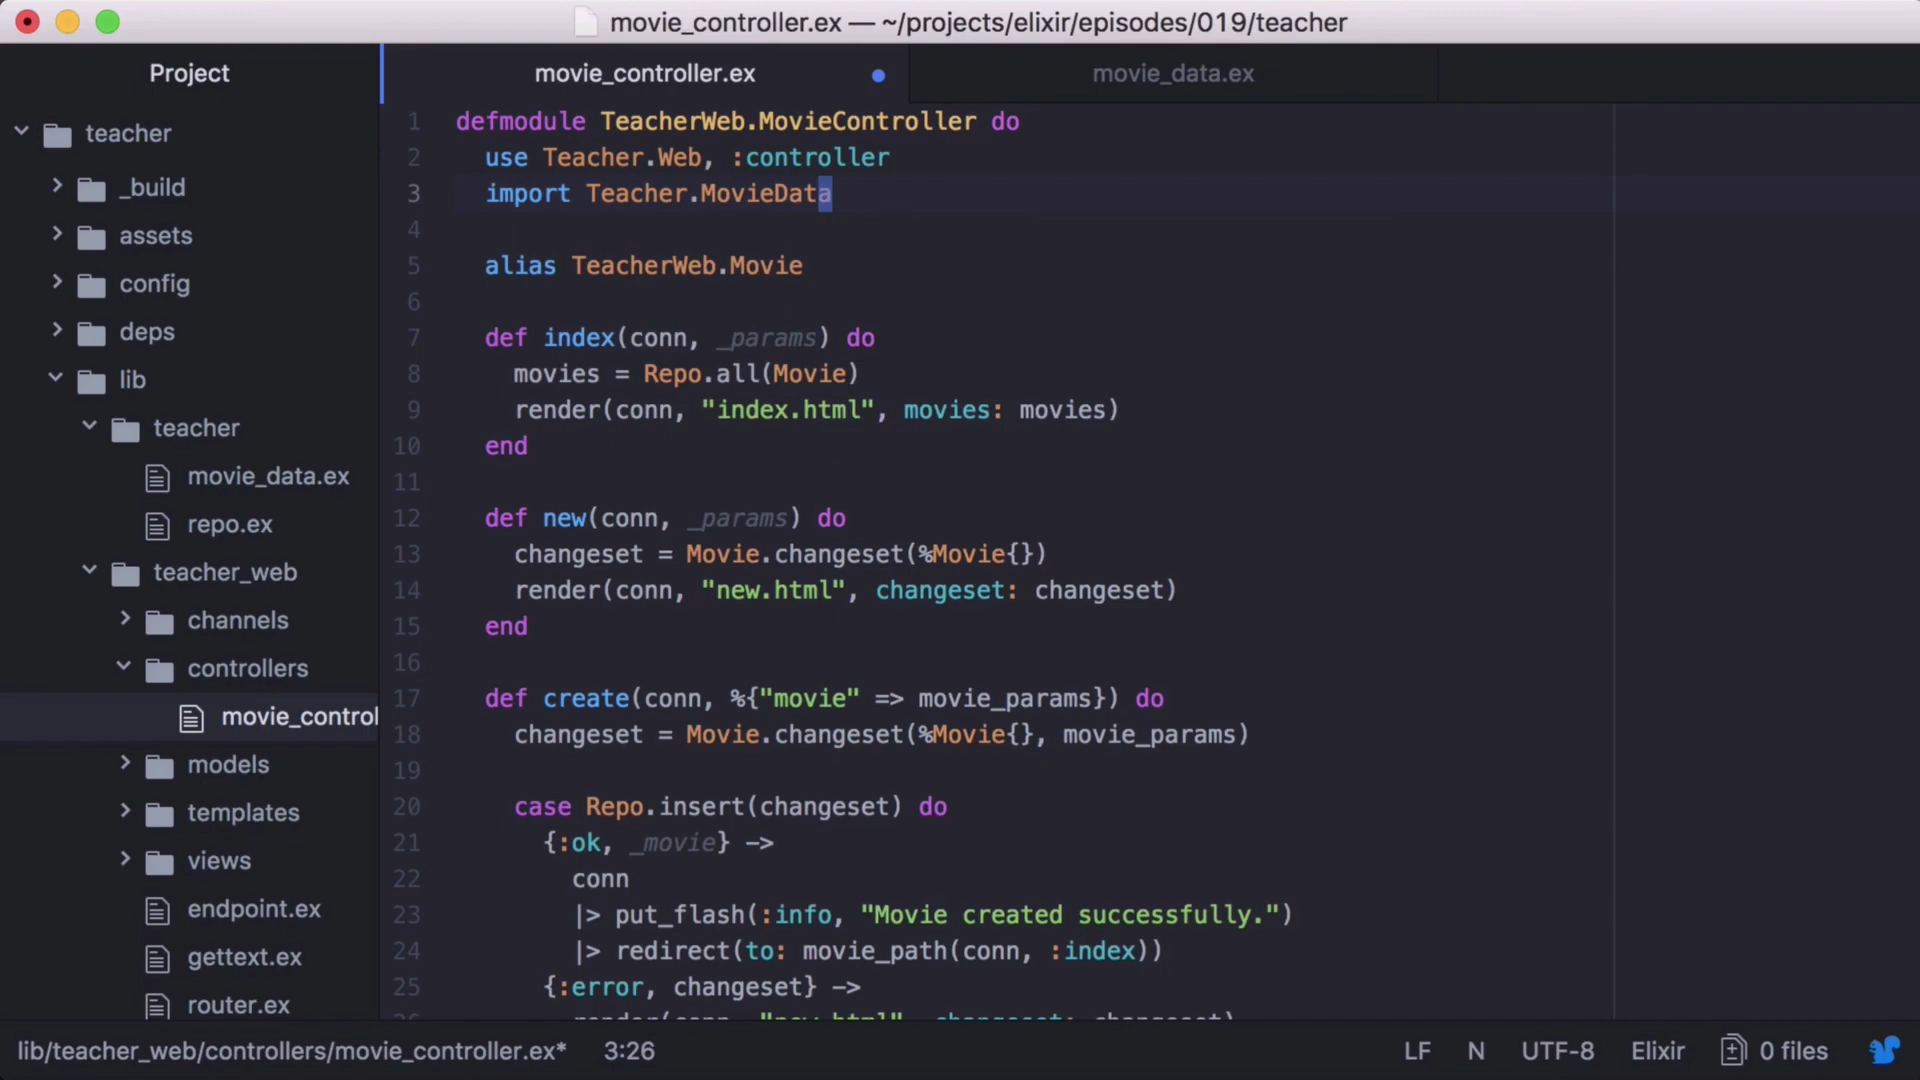 movie_controller.ex — ~/projects/elixir/episodes/019/teacher
Project
movie_controller.ex
movie_data.ex
teacher
_build
assets
config
deps
lib
teacher
movie_data.ex
repo.ex
teacher_web
channels
controllers
movie_control
models
templates
views
endpoint.ex
gettext.ex
router.ex
1 defmodule TeacherWeb.MovieController do
2   use Teacher.Web, :controller
3   import Teacher.MovieData
4
5   alias TeacherWeb.Movie
6
7   def index(conn, _params) do
8     movies = Repo.all(Movie)
9     render(conn, "index.html", movies: movies)
10   end
11
12   def new(conn, _params) do
13     changeset = Movie.changeset(%Movie{})
14     render(conn, "new.html", changeset: changeset)
15   end
16
17   def create(conn, %{"movie" => movie_params}) do
18     changeset = Movie.changeset(%Movie{}, movie_params)
19
20     case Repo.insert(changeset) do
21       {:ok, _movie} ->
22         conn
23         |> put_flash(:info, "Movie created successfully.")
24         |> redirect(to: movie_path(conn, :index))
25       {:error, changeset} ->
26         render(conn, "new.html", changeset: changeset)
lib/teacher_web/controllers/movie_controller.ex* 3:26 LF N UTF-8 Elixir 0 files